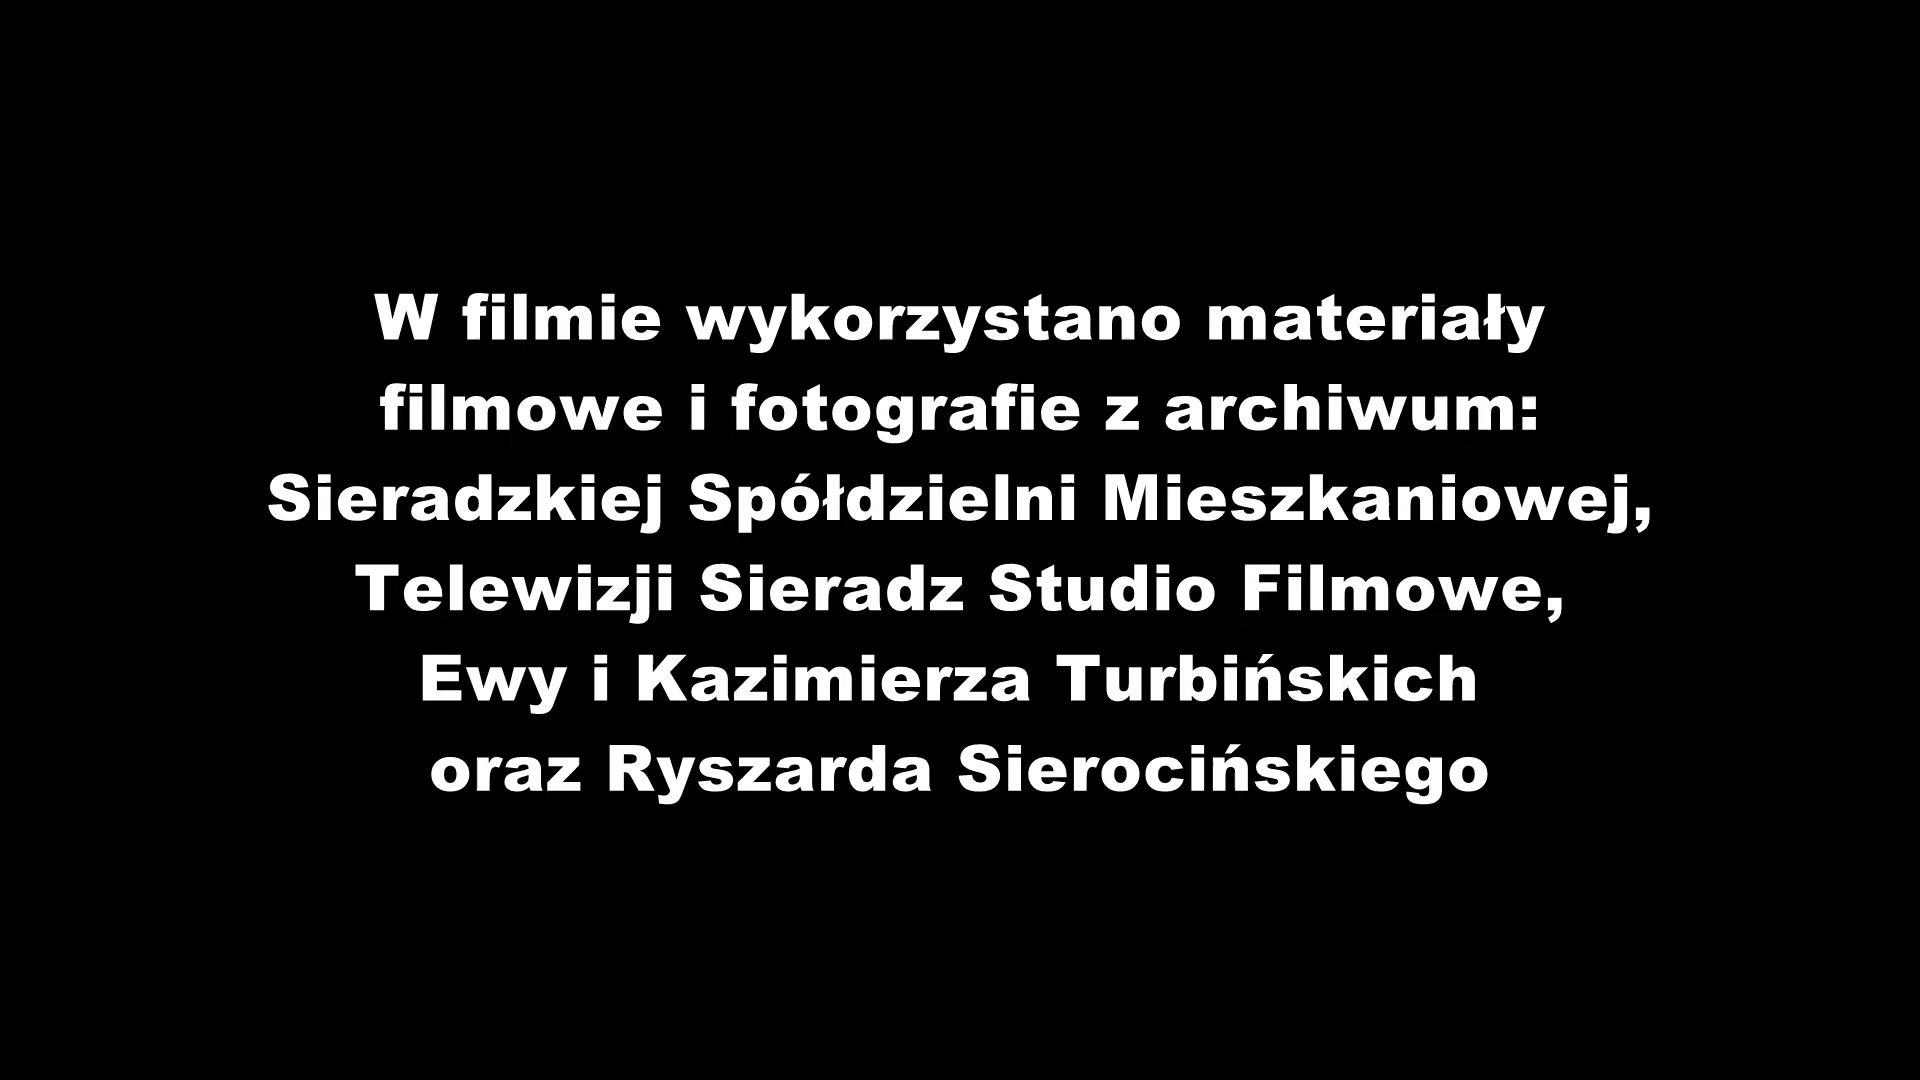 W filmie wykorzystano materiały
filmowe i fotografie z archiwum:
Sieradzkiej Spółdzielni Mieszkaniowej,
Telewizji Sieradz Studio Filmowe,
Ewy i Kazimierza Turbińskich
oraz Ryszarda Sierocińskiego